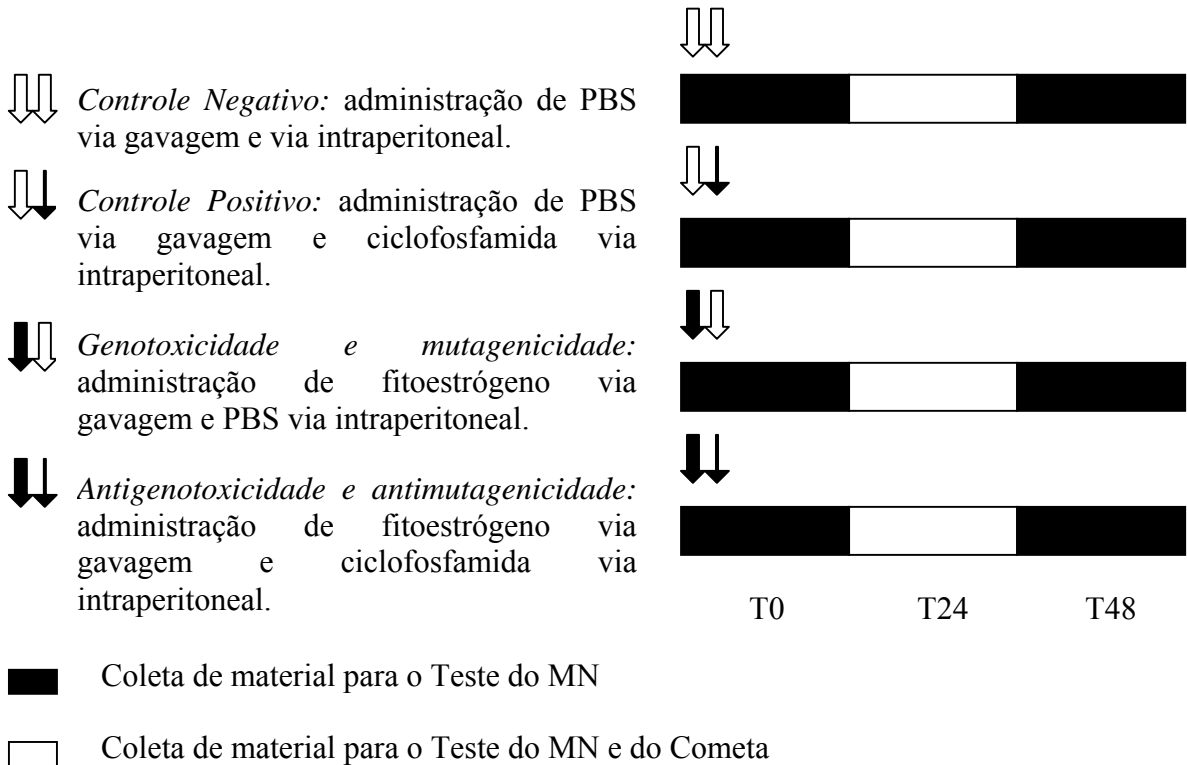 Controle Negativo: administração de PBS
via gavagem e via intraperitoneal.
Controle Positivo: administração de PBS
via gavagem e ciclofosfamida via
intraperitoneal.
Genotoxicidade e mutagenicidade:
administração de fitoestrógeno via
gavagem e PBS via intraperitoneal.
Antigenotoxicidade e antimutagenicidade:
administração de fitoestrógeno via
gavagem e ciclofosfamida via
intraperitoneal.
T0 T24 T48
Coleta de material para o Teste do MN
Coleta de material para o Teste do MN e do Cometa